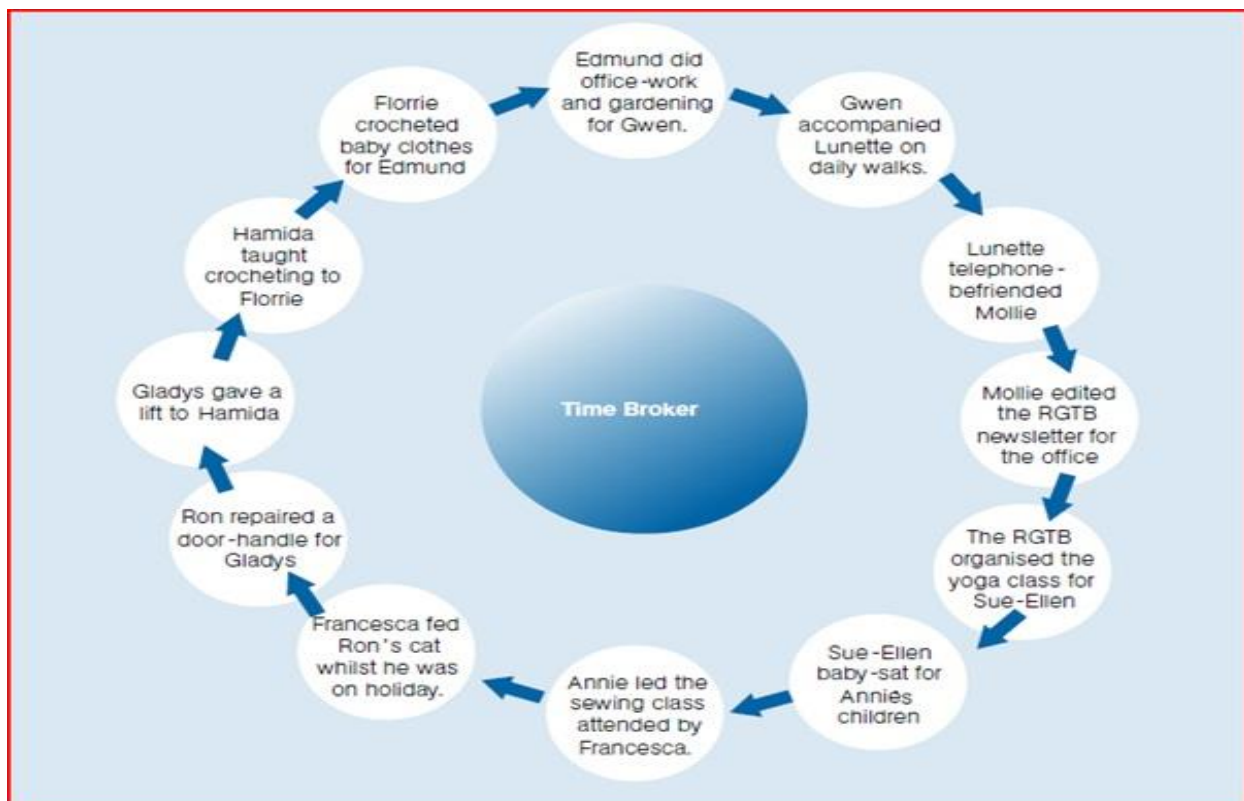 Edmund did
office-work
and gardening
for Gwen.
Gwen
accompanied
Lunette on
daily walks.
Lunette
telephone-
befriended
Mollie
Mollie edited
the RGTB
newsletter for
the office
The RGTB
organised the
yoga class for
Sue-Ellen
Sue-Ellen
baby-sat for
Annies
children
Annie led the
sewing class
attended by
Francesca.
Francesca fed
Ron's cat
whilst he was
on holiday.
Ron repaired a
door-handle for
Gladys
Gladys gave a
lift to Hamida
Hamida
taught
crocheting to
Florrie
Florrie
crocheted
baby clothes
for Edmund
Time Broker